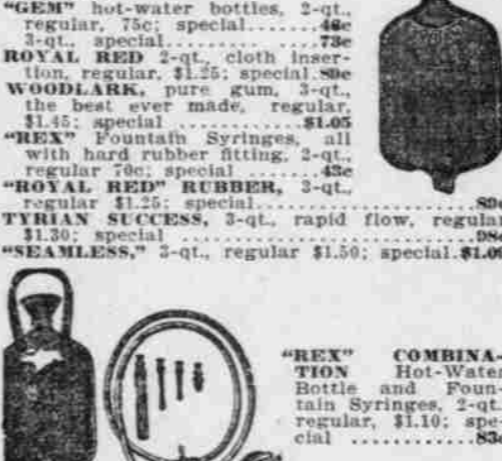 "GEM" hot-water bottles, 2-qt.,
regular, 75c; special.......
3-qt., special............73c
ROYAL RED 2-qt., cloth inser-
tion, regular, $1.25; special.
WOODLARK, pure gum, 3-qt.,
the best ever made, regular,
$1.45; special ...........$1.05
"REX" Fountain Syringes, all
with hard rubber fitting, 2-qt.,
regular 70c; special .......43c
"ROYAL RED" RUBBER, 3-qt.,
regular $1.25; special..................
TYRIAN SUCCESS, 3-qt., rapid flow, regular
$1.30; special ........................98c
"SEAMLESS," 3-qt., regular $1.50; special.$1.09
"REX" COMBINA-
TION Hot-Water
Bottle and Foun-
tain Syringes, 2-qt.,
regular, $1.10; spe-
cial ...........83c